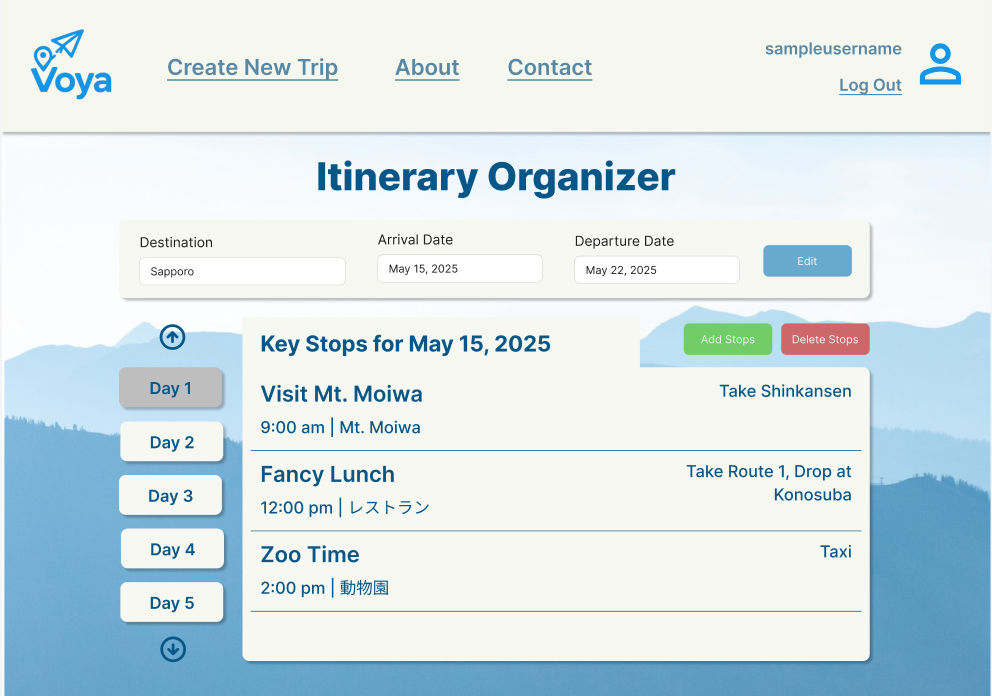 Voya
Create New Trip
About
Contact
sampleusername
Log Out
Itinerary Organizer
Destination
Sapporo
Arrival Date
May 15, 2025
Departure Date
May 22, 2025
Edit
Key Stops for May 15, 2025
Add Stops
Delete Stops
Day 1
Day 2
Day 3
Day 4
Day 5
Visit Mt. Moiwa
Take Shinkansen
9:00 am | Mt. Moiwa
Fancy Lunch
Take Route 1, Drop at
Konosuba
12:00 pm | レストラン
Zoo Time
Taxi
2:00 pm | 動物園